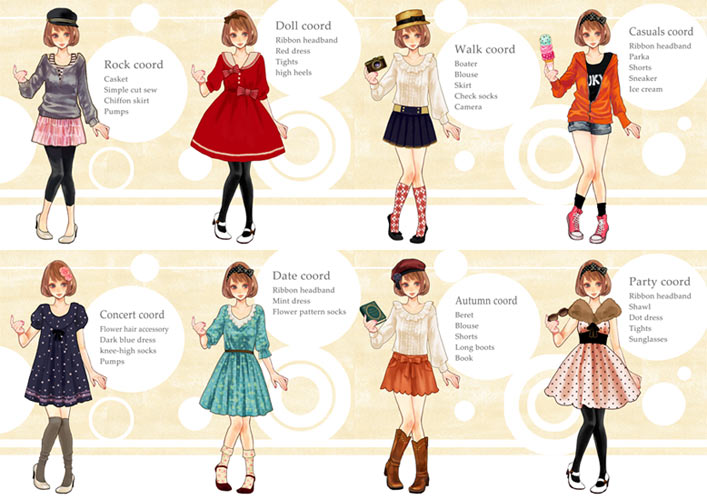 Rock coord
Casket
Simple cut sew
Chiffon skirt
Pumps
Doll coord
Ribbon headband
Red dress
Tights
high heels
Walk coord
Boater
Blouse
Skirt
Check socks
Camera
Casuals coord
Ribbon headband
Parka
Shorts
Sneaker
Ice cream
UKY
Concert coord
Flower hair accessory
Dark blue dress
knee-high socks
Pumps
Date coord
Ribbon headband
Mint dress
Flower pattern socks
Autumn coord
Beret
Blouse
Shorts
Long boots
Book
Party coord
Ribbon headband
Shawl
Dot dress
Tights
Sunglasses